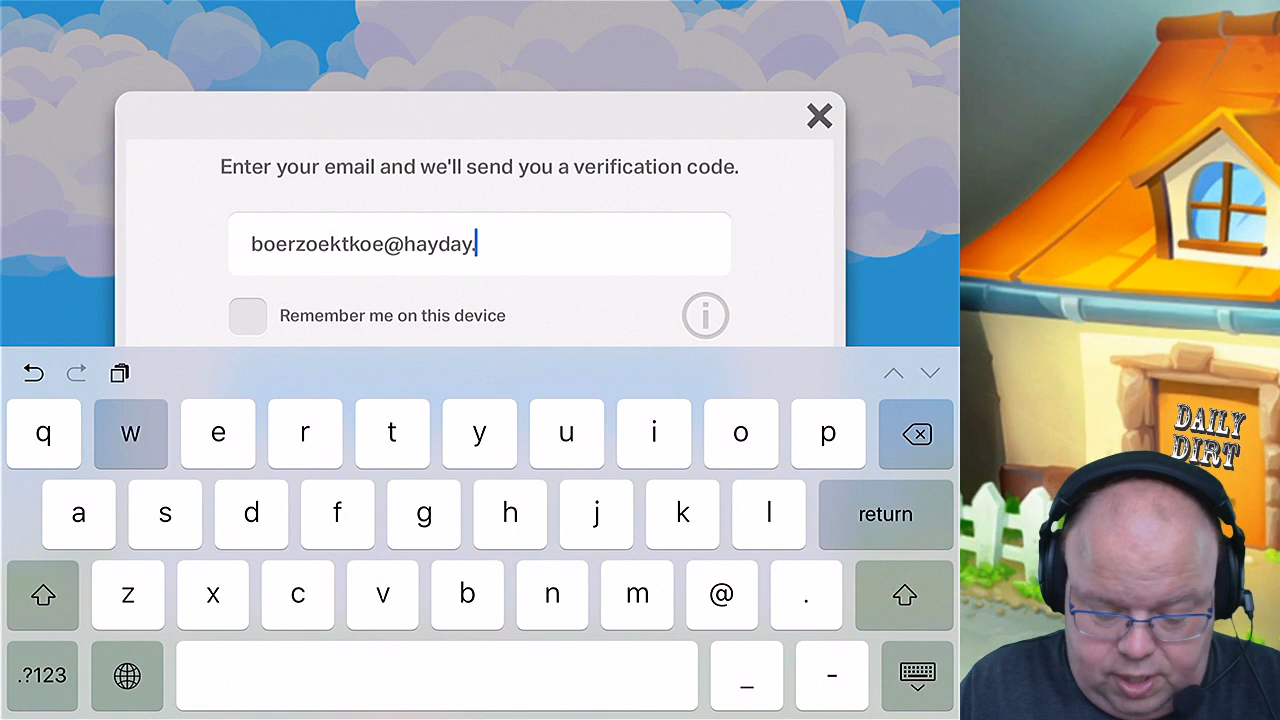 Enter your email and we'll send you a verification code.
boerzoektkoe@hayday.
Remember me on this device
i
q w e r t y u i o p
a s d f g h j k l return
z x c v b n m @ .
.?123 _ -
DAILY
DIRT